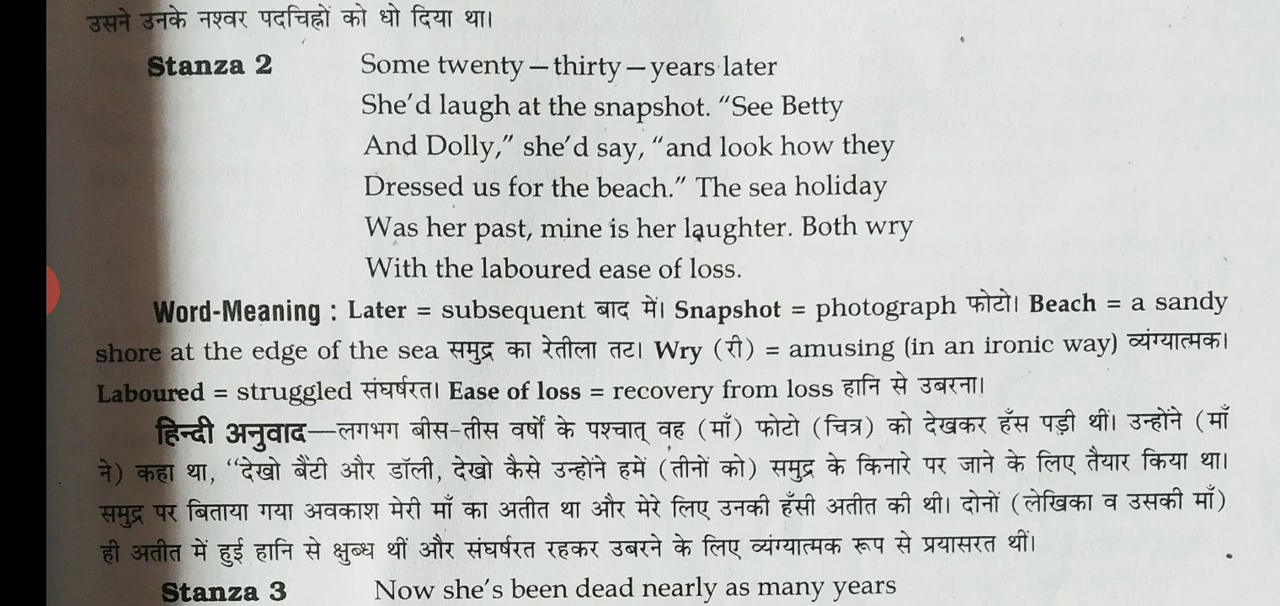 उसने उनके नश्वर पदचिह्नों को धो दिया था।
Stanza 2 Some twenty – thirty – years later
She'd laugh at the snapshot. “See Betty
And Dolly,” she'd say, “and look how they
Dressed us for the beach.” The sea holiday
Was her past, mine is her laughter. Both wry
With the laboured ease of loss.
Word-Meaning : Later = subsequent बाद में। Snapshot = photograph फोटो। Beach = a sandy
shore at the edge of the sea समुद्र का रेतीला तट। Wry (री) = amusing (in an ironic way) व्यंग्यात्मक।
Laboured = struggled संघर्षरत। Ease of loss = recovery from loss हानि से उबरना।
हिन्दी अनुवाद—लगभग बीस-तीस वर्षों के पश्चात् वह (माँ) फोटो (चित्र) को देखकर हँस पड़ी थीं। उन्होंने (माँ
ने) कहा था, “देखो बैटी और डॉली, देखो कैसे उन्होंने हमें (तीनों को) समुद्र के किनारे पर जाने के लिए तैयार किया था।
समुद्र पर बिताया गया अवकाश मेरी माँ का अतीत था और मेरे लिए उनकी हँसी अतीत की थी। दोनों (लेखिका व उसकी माँ)
ही अतीत में हुई हानि से क्षुब्ध थीं और संघर्षरत रहकर उबरने के लिए व्यंग्यात्मक रूप से प्रयासरत थीं।
Stanza 3 Now she's been dead nearly as many years